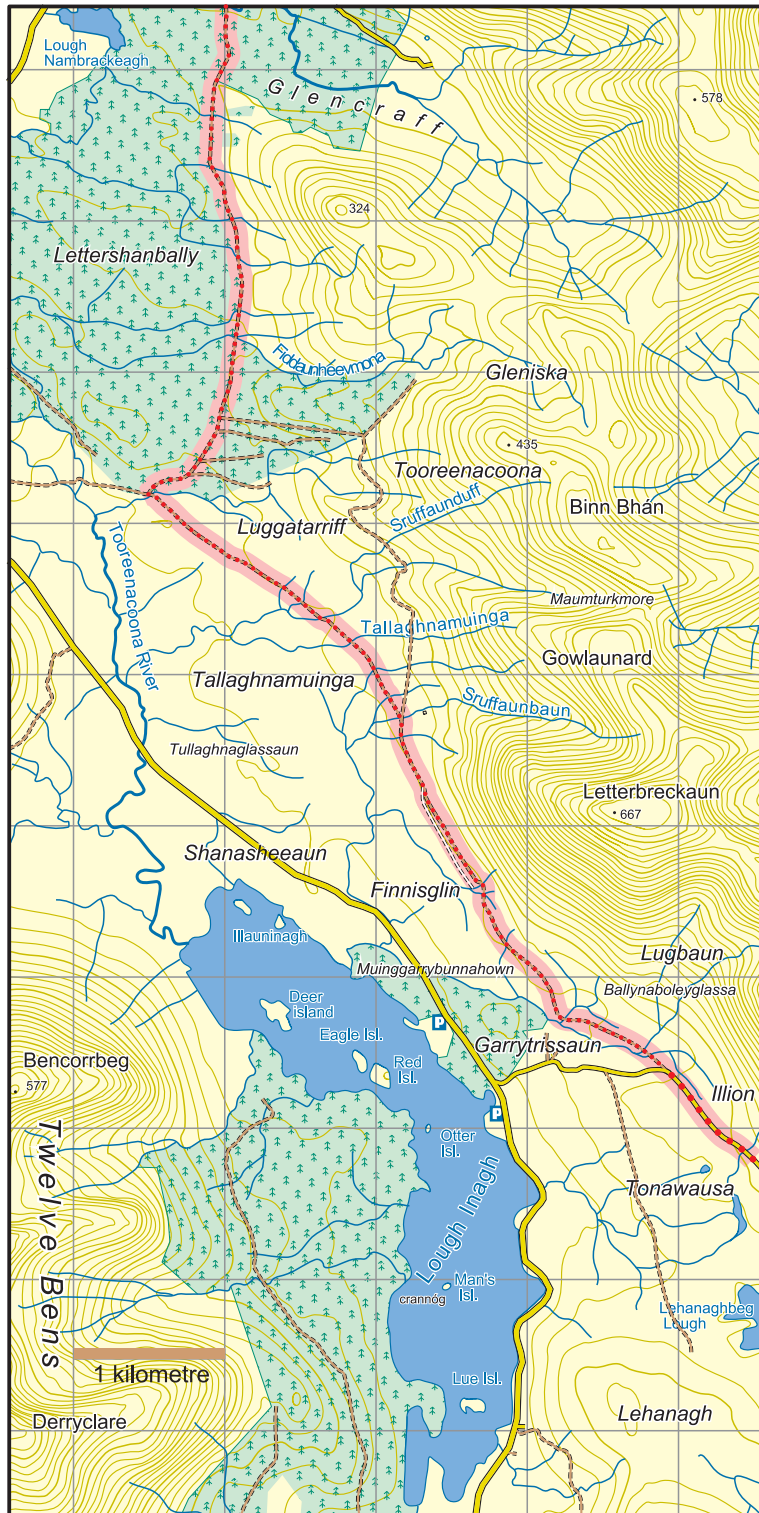 Lough
Nambrackeagh
Glencraff
578
324
Lettershanbally
Fiddaunheevmona
Gleniska
435
Tooreenacoona
Sruffaunduff
Binn Bhán
Luggatarriff
Tooreenacoona River
Maumturkmore
Tallaghnamuinga
Gowlaunard
Tallaghnamuinga
Sruffaunbaun
Tullaghnaglassaun
Letterbreckaun
667
Shanasheeaun
Finnisglin
Illauninagh
Lugbaun
Muinggarrybunnahown
Ballynaboleyglassa
Deer
island
P
Eagle Isl.
Garrytrissaun
Bencorrbeg
Red
Isl.
577
Illion
P
Twelve Bens
Otter
Isl.
Lough Inagh
Tonawausa
Man's
Isl.
crannóg
Lehanaghbeg
Lough
1 kilometre
Lue Isl.
Derryclare
Lehanagh